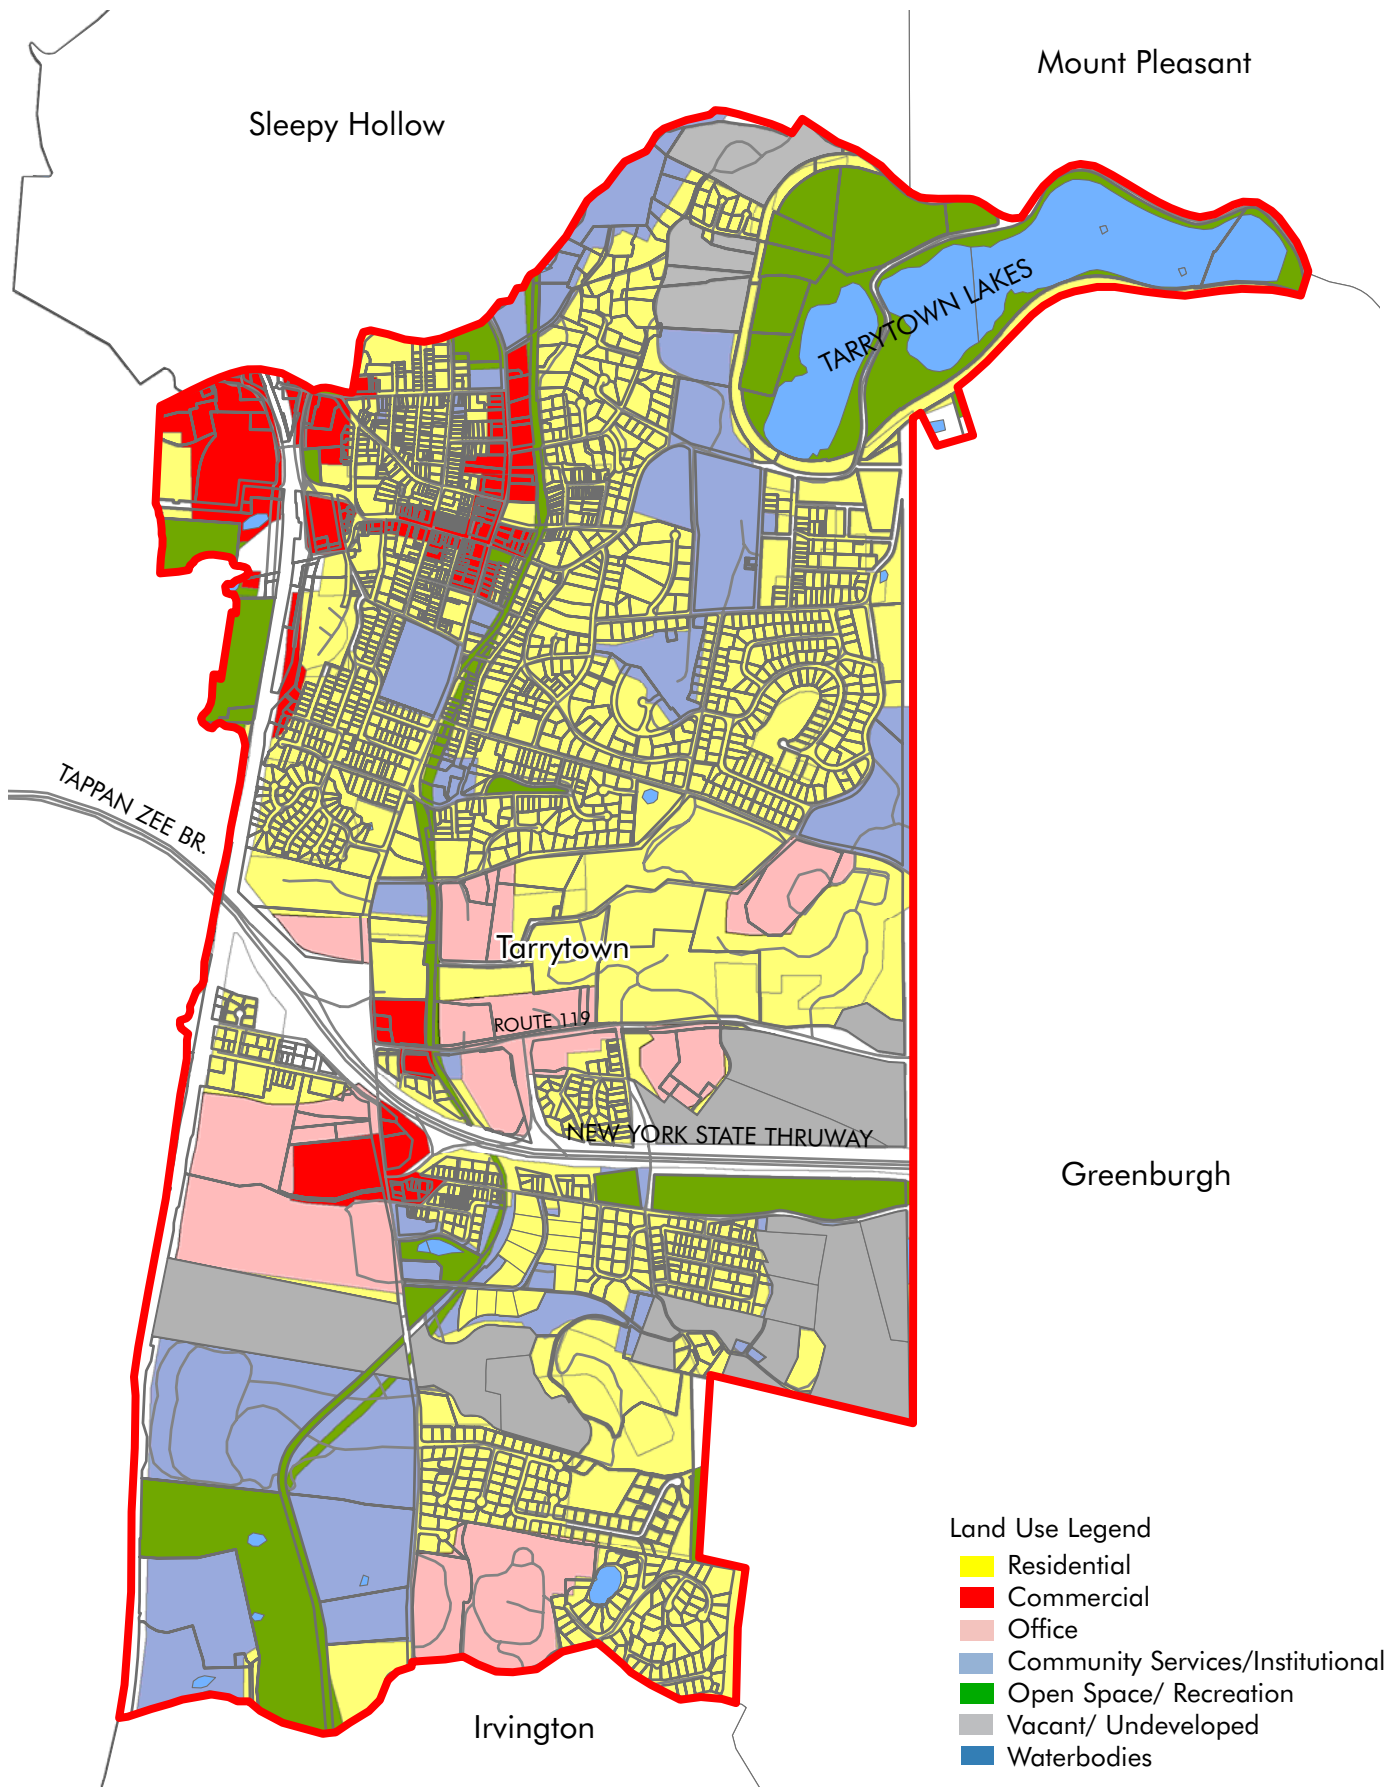 Mount Pleasant
Sleepy Hollow
TARRYTOWN LAKES
TAPPAN ZEE BR.
Tarrytown
ROUTE 119
NEW YORK STATE THRUWAY
Greenburgh
Land Use Legend
Residential
Commercial
Office
Community Services/Institutional
Open Space/ Recreation
Vacant/ Undeveloped
Waterbodies
Irvington